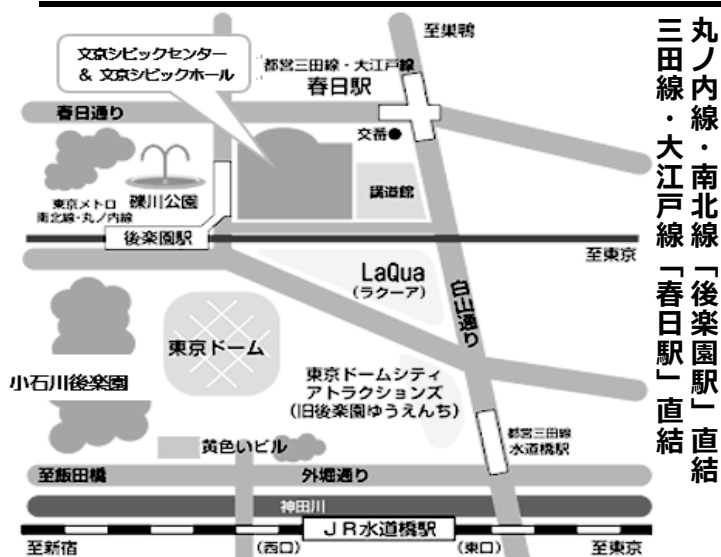 丸ノ内線・南北線「後楽園駅」直結
三田線・大江戸線「春日駅」直結
至巣鴨
文京シビックセンター
& 文京シビックホール
都営三田線・大江戸線
春日駅
春日通り
交番●
講道館
東京メトロ
南北線・丸ノ内線
礫川公園
後楽園駅
至東京
LaQua
(ラクーア)
白山通り
東京ドーム
小石川後楽園
東京ドームシティ
アトラクションズ
(旧後楽園ゆうえんち)
都営三田線
水道橋駅
黄色いビル
至飯田橋
外堀通り
神田川
JR水道橋駅
至新宿
(西口)
(東口)
至東京